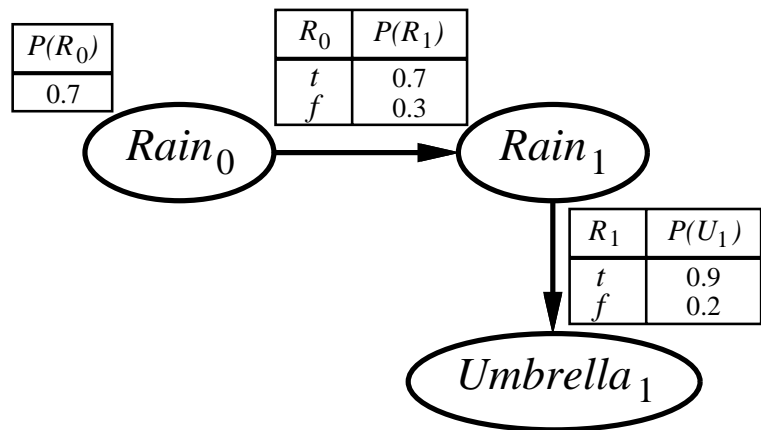 P(R0)
0.7
R0 P(R1)
t 0.7
f 0.3
Rain0
Rain1
R1 P(U1)
t 0.9
f 0.2
Umbrella1